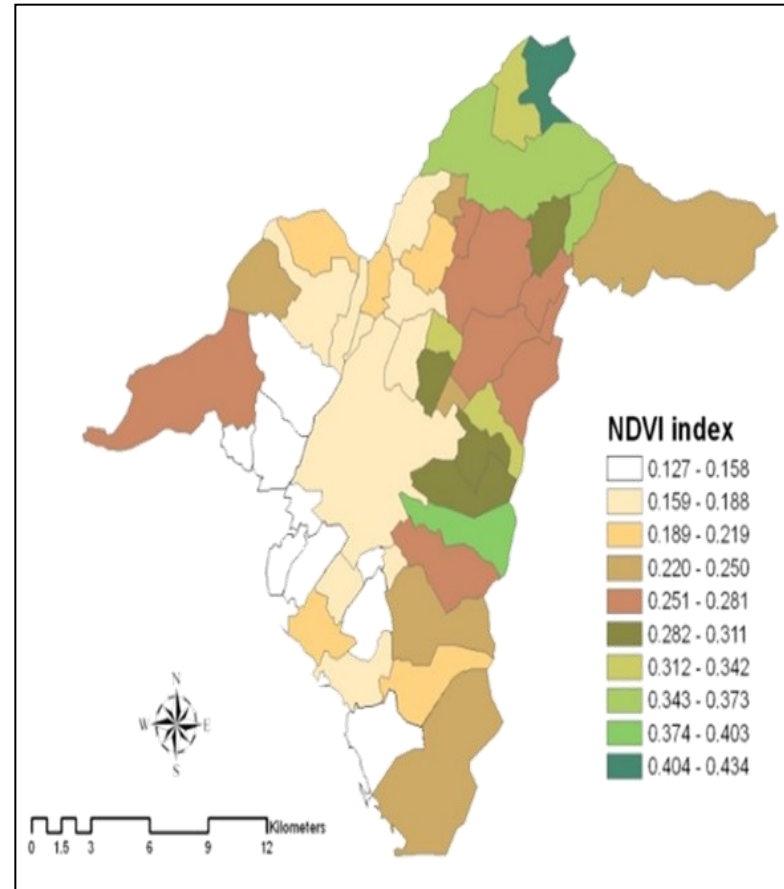 NDVI index
0.127 - 0.158
0.159 - 0.188
0.189 - 0.219
0.220 - 0.250
0.251 - 0.281
0.282 - 0.311
0.312 - 0.342
0.343 - 0.373
0.374 - 0.403
0.404 - 0.434
N
W E
S
Kilometers
0 1.5 3 6 9 12